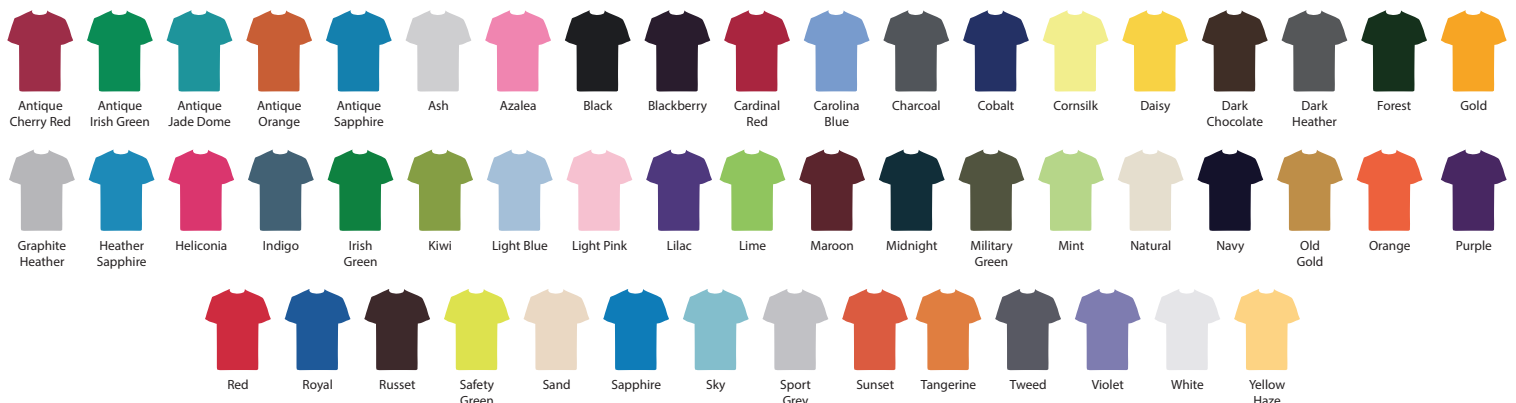 Antique Cherry Red
Antique Irish Green
Antique Jade Dome
Antique Orange
Antique Sapphire
Ash
Azalea
Black
Blackberry
Cardinal Red
Carolina Blue
Charcoal
Cobalt
Cornsilk
Daisy
Dark Chocolate
Dark Heather
Forest
Gold
Graphite Heather
Heather Sapphire
Heliconia
Indigo
Irish Green
Kiwi
Light Blue
Light Pink
Lilac
Lime
Maroon
Midnight
Military Green
Mint
Natural
Navy
Old Gold
Orange
Purple
Red
Royal
Russet
Safety Green
Sand
Sapphire
Sky
Sport Grey
Sunset
Tangerine
Tweed
Violet
White
Yellow Haze